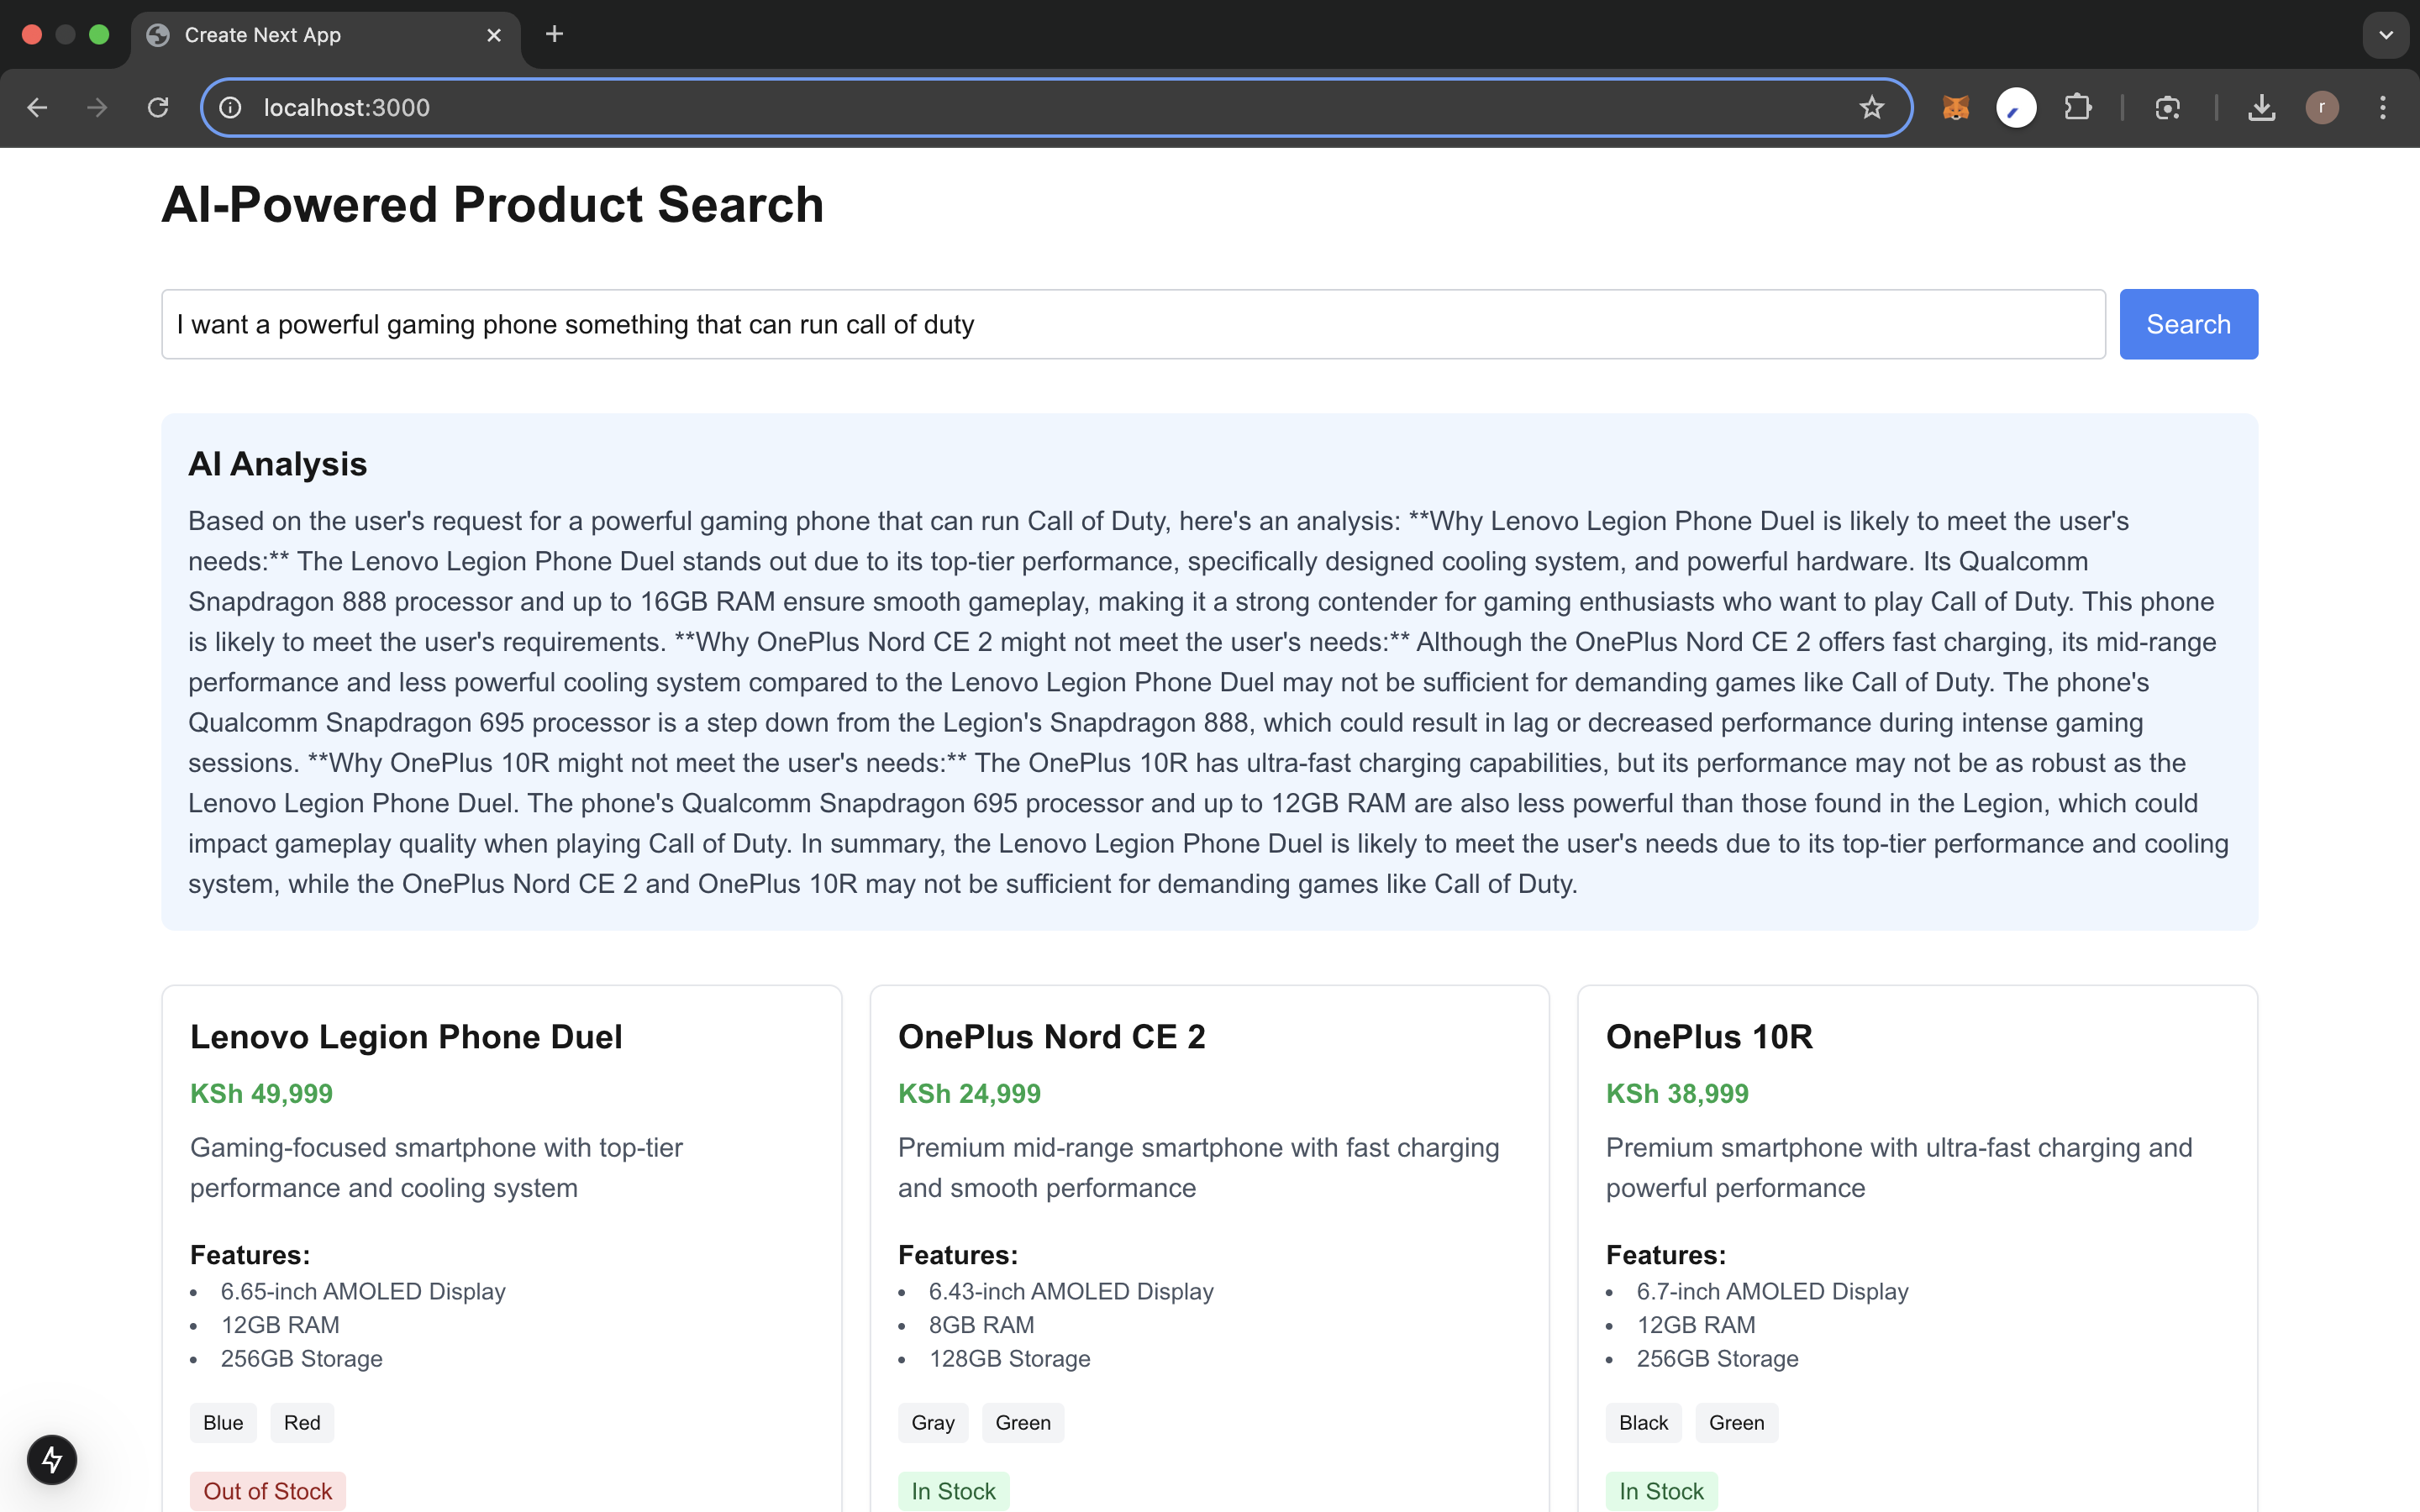 Create Next App
localhost:3000
r
AI-Powered Product Search
I want a powerful gaming phone something that can run call of duty
Search
AI Analysis
Based on the user's request for a powerful gaming phone that can run Call of Duty, here's an analysis: **Why Lenovo Legion Phone Duel is likely to meet the user's
needs:** The Lenovo Legion Phone Duel stands out due to its top-tier performance, specifically designed cooling system, and powerful hardware. Its Qualcomm
Snapdragon 888 processor and up to 16GB RAM ensure smooth gameplay, making it a strong contender for gaming enthusiasts who want to play Call of Duty. This phone
is likely to meet the user's requirements. **Why OnePlus Nord CE 2 might not meet the user's needs:** Although the OnePlus Nord CE 2 offers fast charging, its mid-range
performance and less powerful cooling system compared to the Lenovo Legion Phone Duel may not be sufficient for demanding games like Call of Duty. The phone's
Qualcomm Snapdragon 695 processor is a step down from the Legion's Snapdragon 888, which could result in lag or decreased performance during intense gaming
sessions. **Why OnePlus 10R might not meet the user's needs:** The OnePlus 10R has ultra-fast charging capabilities, but its performance may not be as robust as the
Lenovo Legion Phone Duel. The phone's Qualcomm Snapdragon 695 processor and up to 12GB RAM are also less powerful than those found in the Legion, which could
impact gameplay quality when playing Call of Duty. In summary, the Lenovo Legion Phone Duel is likely to meet the user's needs due to its top-tier performance and cooling
system, while the OnePlus Nord CE 2 and OnePlus 10R may not be sufficient for demanding games like Call of Duty.
Lenovo Legion Phone Duel
KSh 49,999
Gaming-focused smartphone with top-tier
performance and cooling system
Features:
• 6.65-inch AMOLED Display
• 12GB RAM
• 256GB Storage
Blue Red
Out of Stock
OnePlus Nord CE 2
KSh 24,999
Premium mid-range smartphone with fast charging
and smooth performance
Features:
• 6.43-inch AMOLED Display
• 8GB RAM
• 128GB Storage
Gray Green
In Stock
OnePlus 10R
KSh 38,999
Premium smartphone with ultra-fast charging and
powerful performance
Features:
• 6.7-inch AMOLED Display
• 12GB RAM
• 256GB Storage
Black Green
In Stock